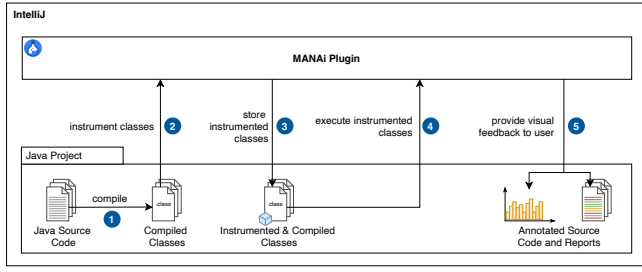 IntelliJ
MANAi Plugin
instrument classes
2
store
instrumented
classes
3
execute instrumented
classes
4
provide visual
feedback to user
5
Java Project
compile
1
.class
.class
Java Source
Code
Compiled
Classes
Instrumented & Compiled
Classes
Annotated Source
Code and Reports